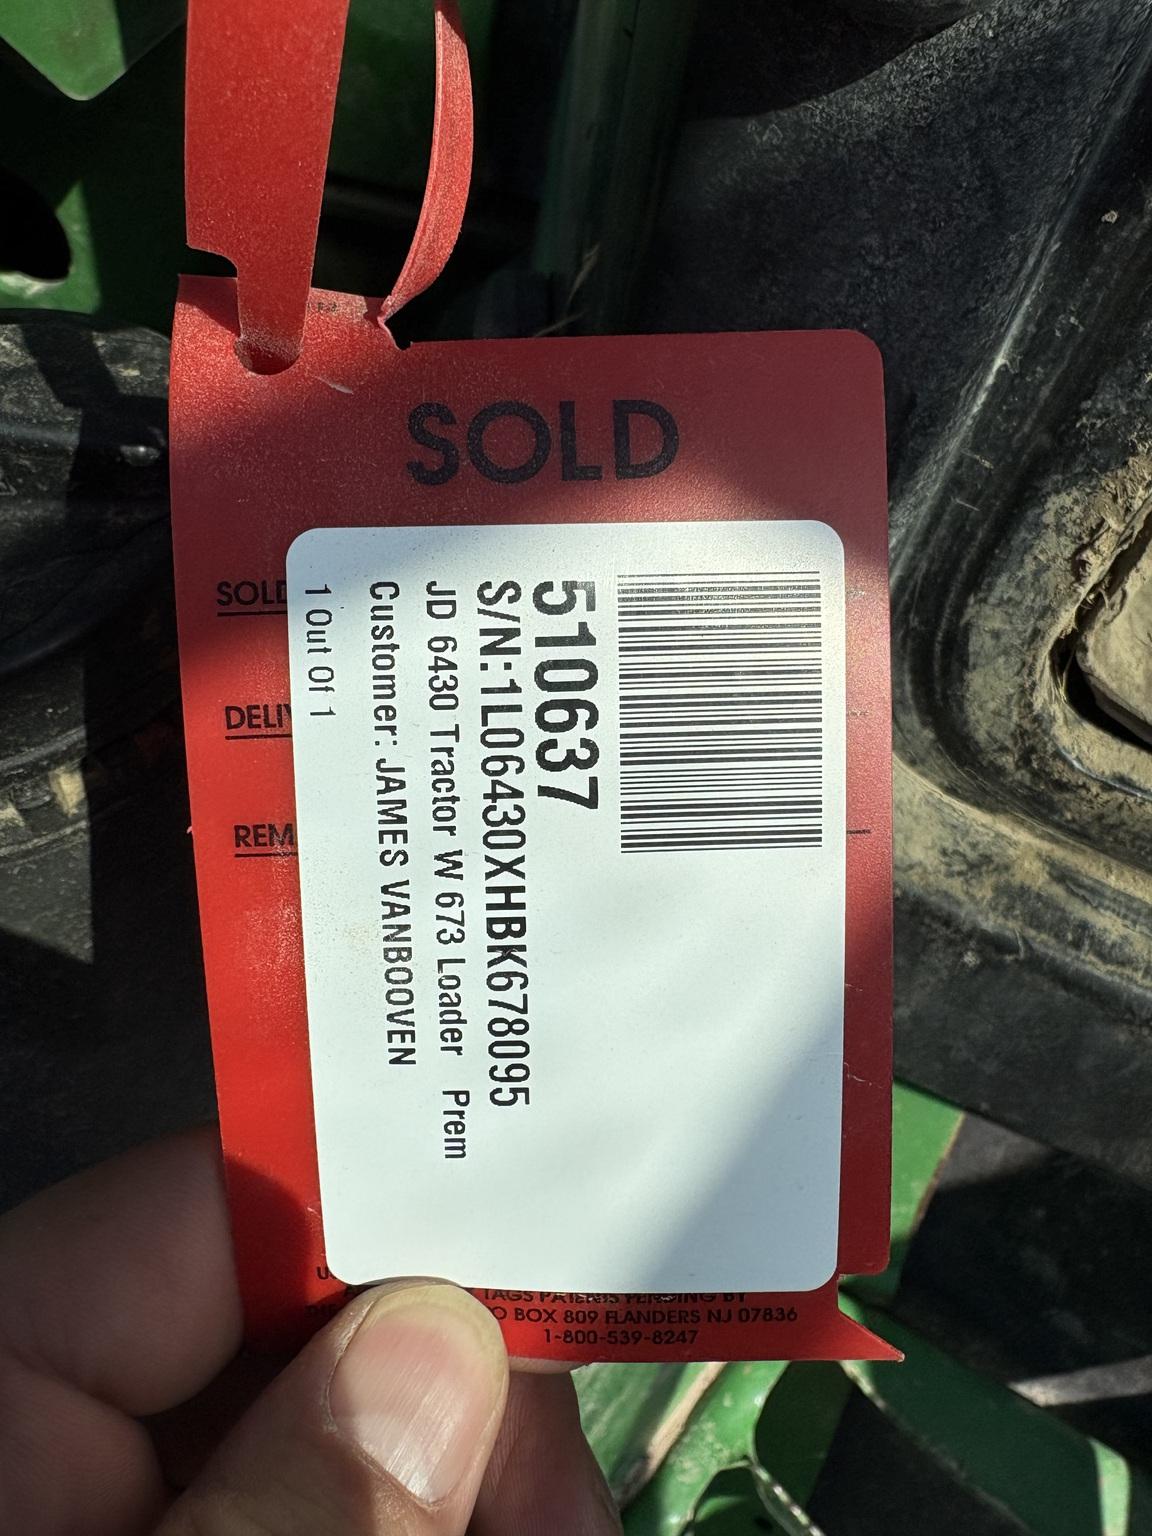 SOLD
SOLD
DELIV
REM
510637
S/N:1L06430XHBK678095
JD 6430 Tractor W 673 Loader Prem
Customer: JAMES VANBOOVEN
1 Out Of 1
TAGS PATENTS PENDING BY
PO BOX 809 FLANDERS NJ 07836
1-800-539-8247